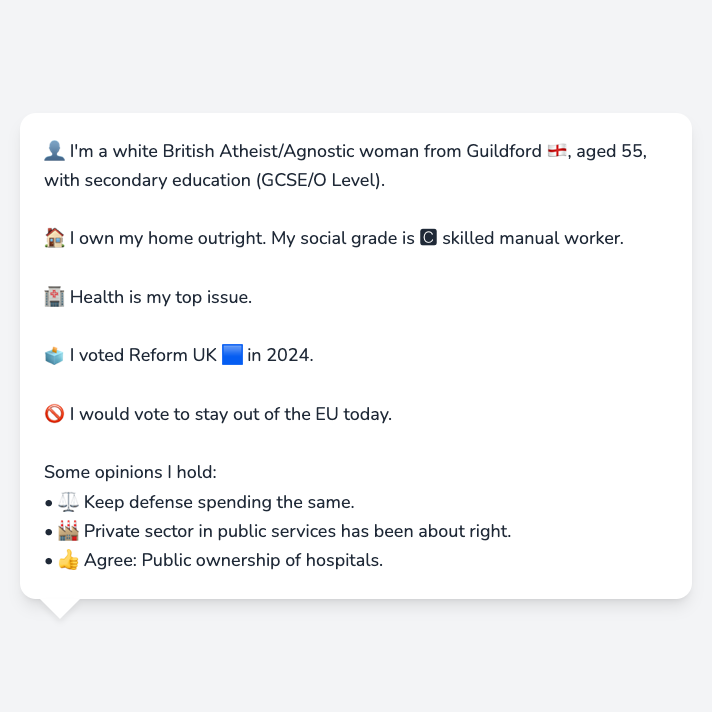 👤 I'm a white British Atheist/Agnostic woman from Guildford 🏴󠁧󠁢󠁥󠁮󠁧󠁿, aged 55,
with secondary education (GCSE/O Level).
🏠 I own my home outright. My social grade is 🅲 skilled manual worker.
🏥 Health is my top issue.
🗳️ I voted Reform UK 🟦 in 2024.
🚫 I would vote to stay out of the EU today.
Some opinions I hold:
• ⚖️ Keep defense spending the same.
• 🏭 Private sector in public services has been about right.
• 👍 Agree: Public ownership of hospitals.